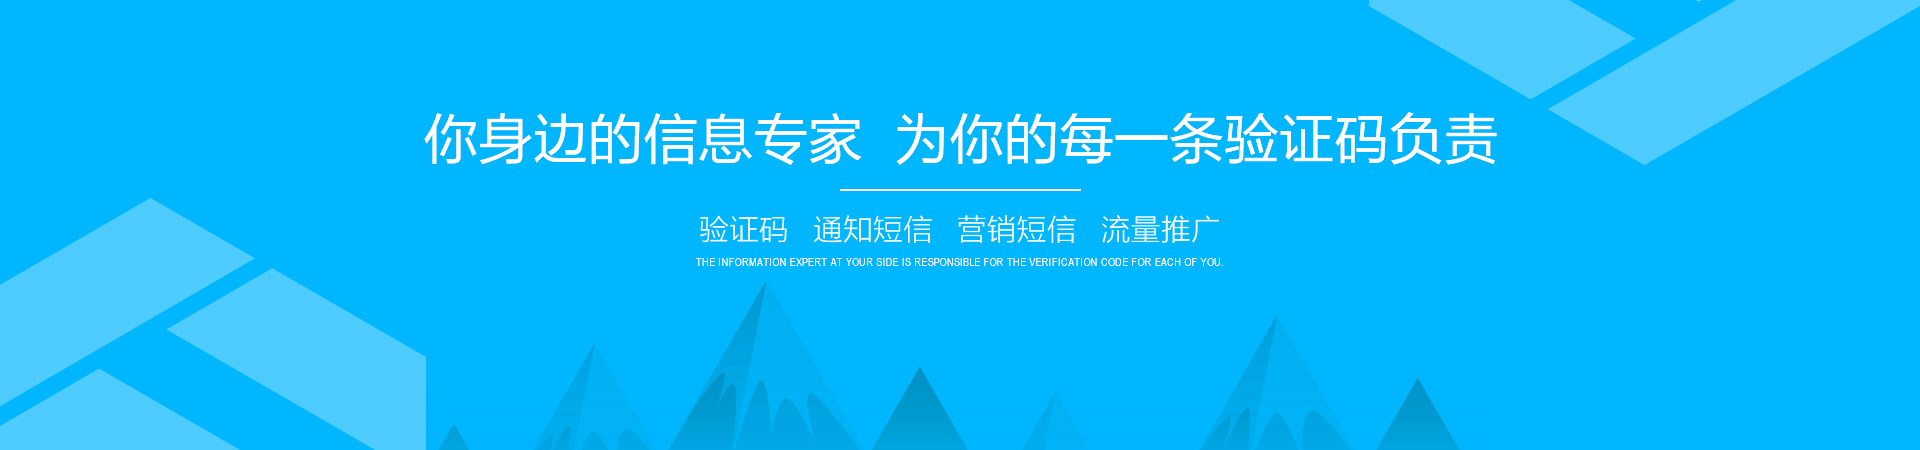 你身边的信息专家 为你的每一条验证码负责
验证码 通知短信 营销短信 流量推广
THE INFORMATION EXPERT AT YOUR SIDE IS RESPONSIBLE FOR THE VERIFICATION CODE FOR EACH OF YOU.